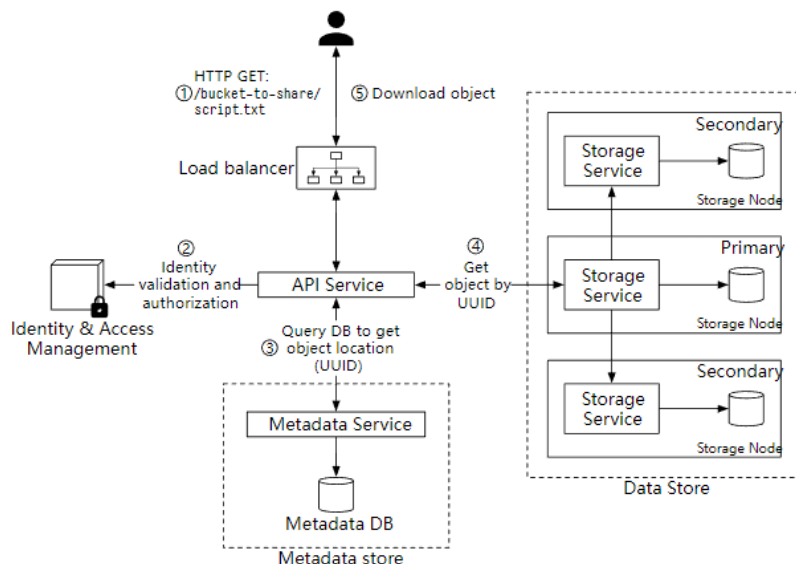 HTTP GET:
① /bucket-to-share/
script.txt
⑤ Download object
Load balancer
②
Identity
validation and
authorization
Identity & Access
Management
API Service
④
Get
object by
UUID
Query DB to get
③ object location
(UUID)
Metadata Service
Metadata DB
Metadata store
Secondary
Storage
Service
Storage Node
Primary
Storage
Service
Storage Node
Secondary
Storage
Service
Storage Node
Data Store